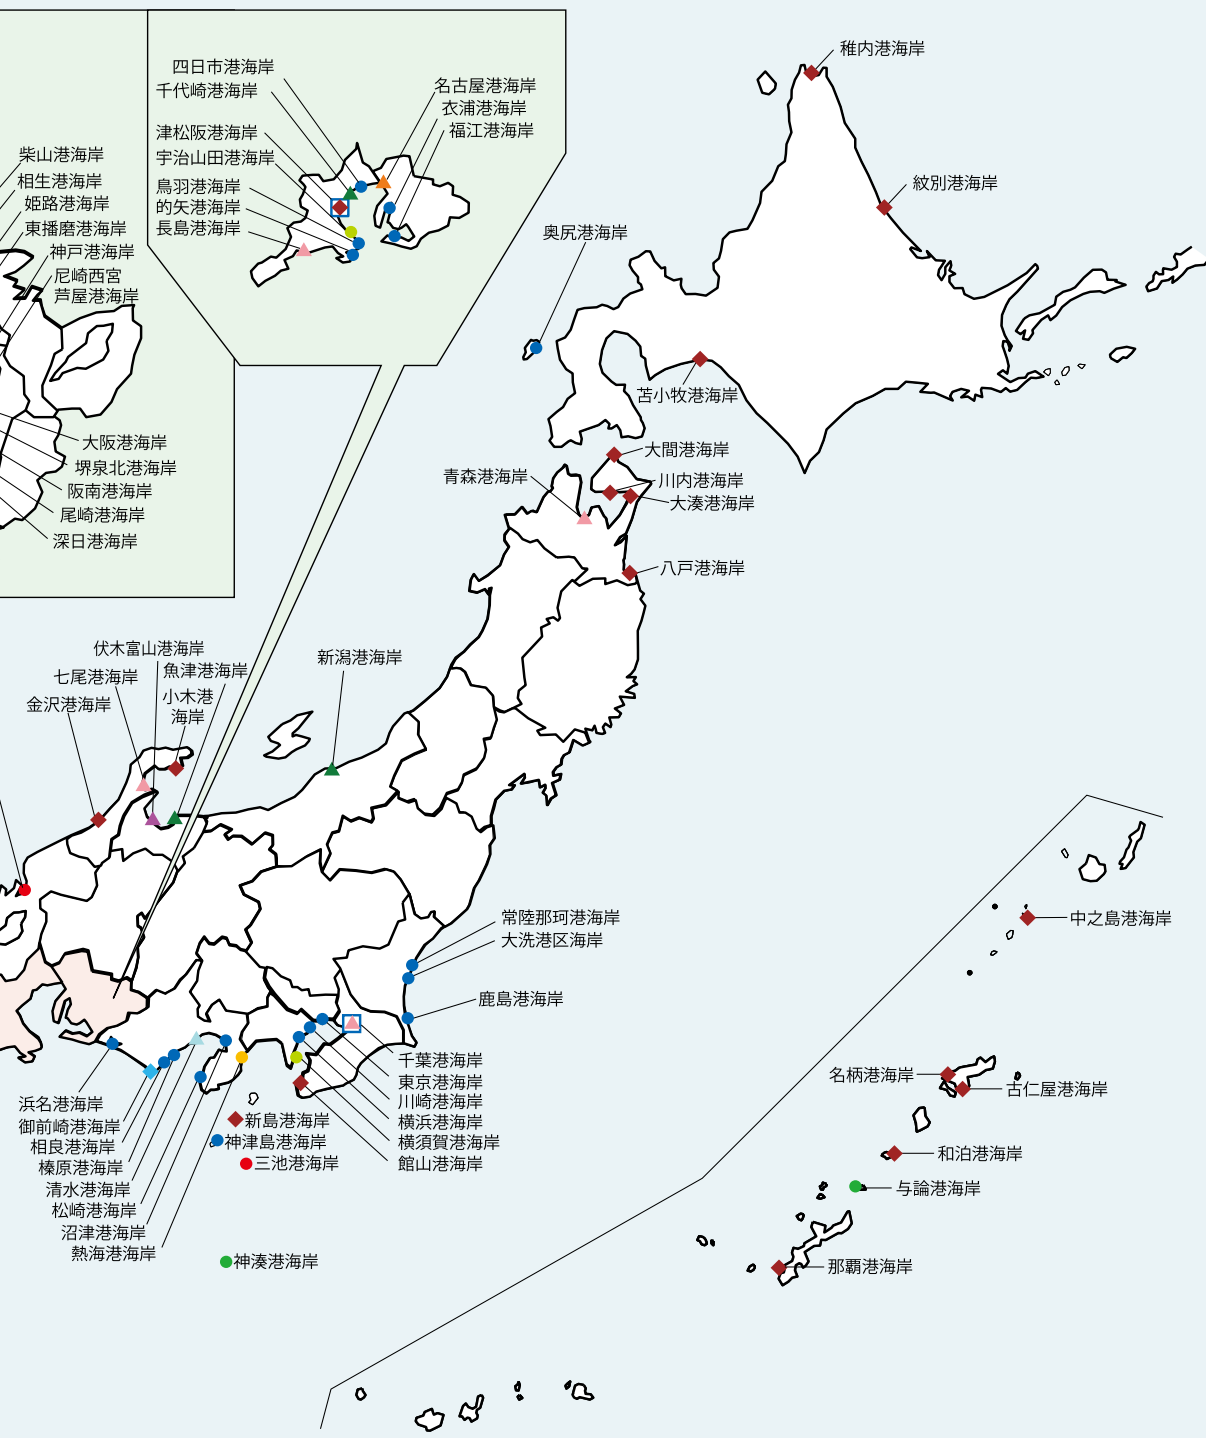 四日市港海岸
千代崎港海岸
津松阪港海岸
宇治山田港海岸
鳥羽港海岸
的矢港海岸
長島港海岸
名古屋港海岸
衣浦港海岸
福江港海岸
柴山港海岸
相生港海岸
姫路港海岸
東播磨港海岸
神戸港海岸
尼崎西宮
芦屋港海岸
大阪港海岸
堺泉北港海岸
阪南港海岸
尾崎港海岸
深日港海岸
稚内港海岸
紋別港海岸
奥尻港海岸
苫小牧港海岸
大間港海岸
川内港海岸
大湊港海岸
青森港海岸
八戸港海岸
伏木富山港海岸
七尾港海岸
魚津港海岸
金沢港海岸
小木港
海岸
新潟港海岸
常陸那珂港海岸
大洗港区海岸
鹿島港海岸
千葉港海岸
東京港海岸
川崎港海岸
横浜港海岸
横須賀港海岸
館山港海岸
浜名港海岸
御前崎港海岸
相良港海岸
榛原港海岸
清水港海岸
松崎港海岸
沼津港海岸
熱海港海岸
新島港海岸
神津島港海岸
三池港海岸
神湊港海岸
中之島港海岸
名柄港海岸
古仁屋港海岸
和泊港海岸
与論港海岸
那覇港海岸